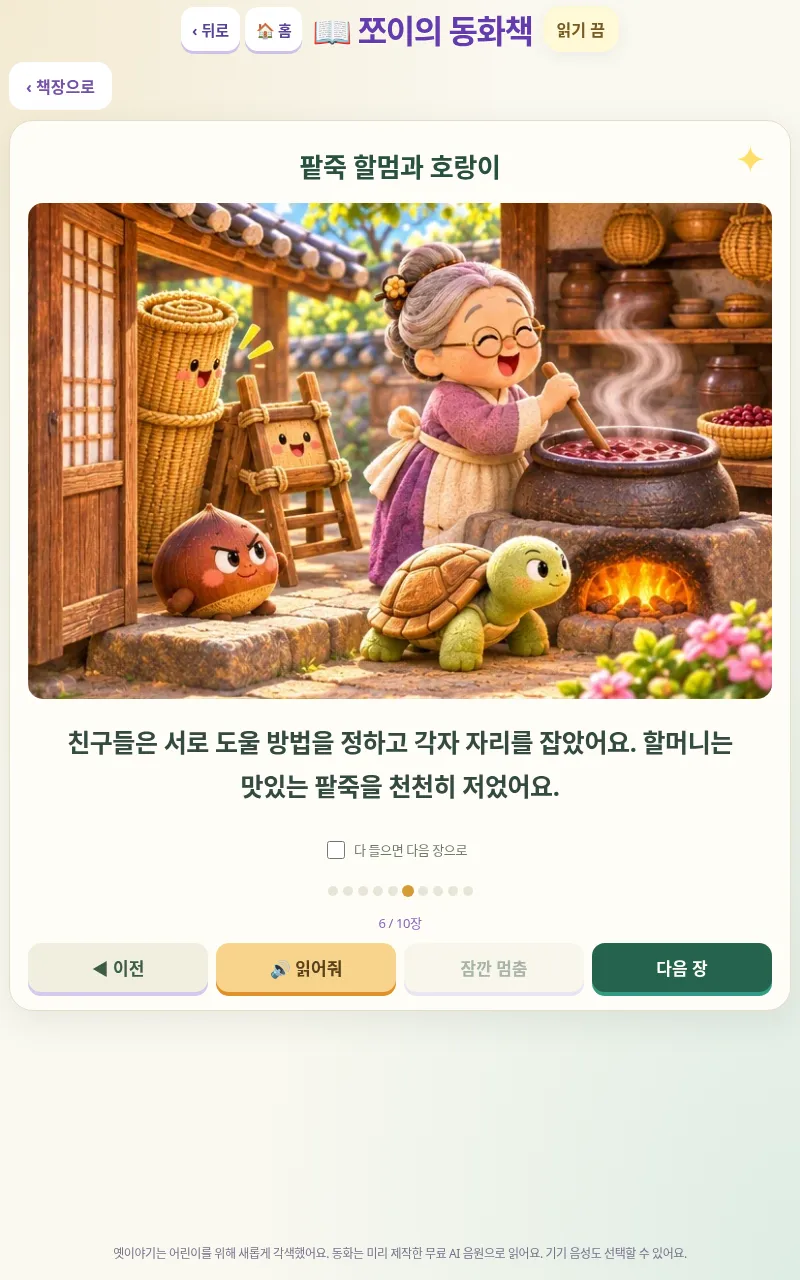 ‹ 뒤로
🏠 홈
📖 쪼이의 동화책
읽기 끝
‹ 책장으로
팥죽 할멈과 호랑이
친구들은 서로 도울 방법을 정하고 각자 자리를 잡았어요. 할머니는
맛있는 팥죽을 천천히 저었어요.
다 들으면 다음 장으로
6 / 10장
◀ 이전
🔊 읽어줘
잠깐 멈춤
다음 장
옛이야기는 어린이를 위해 새롭게 각색했어요. 동화는 미리 제작한 무료 AI 음원으로 읽어요. 기기 음성도 선택할 수 있어요.